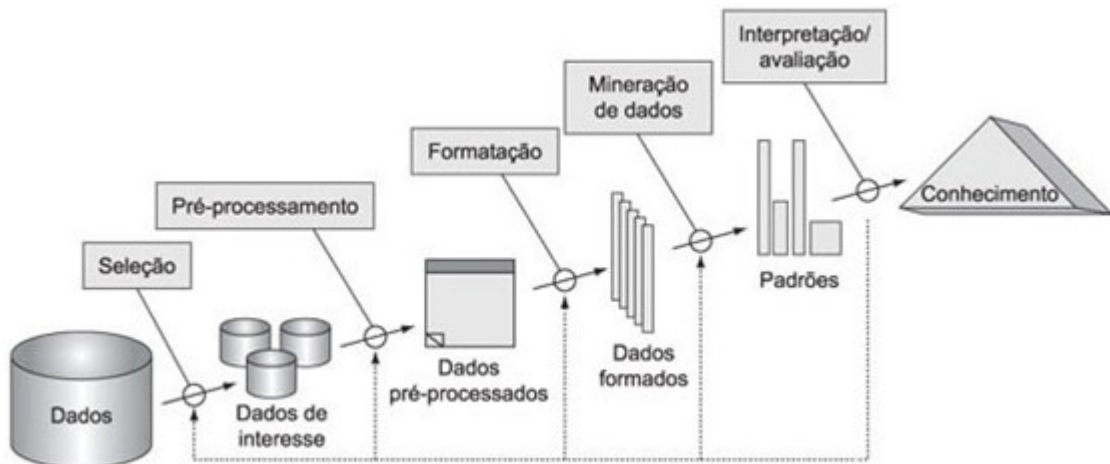 Interpretação/
avaliação
Mineração
de dados
Formatação
Pré-processamento
Seleção
Dados
Dados de
interesse
Dados
pré-processados
Dados
formados
Padrões
Conhecimento